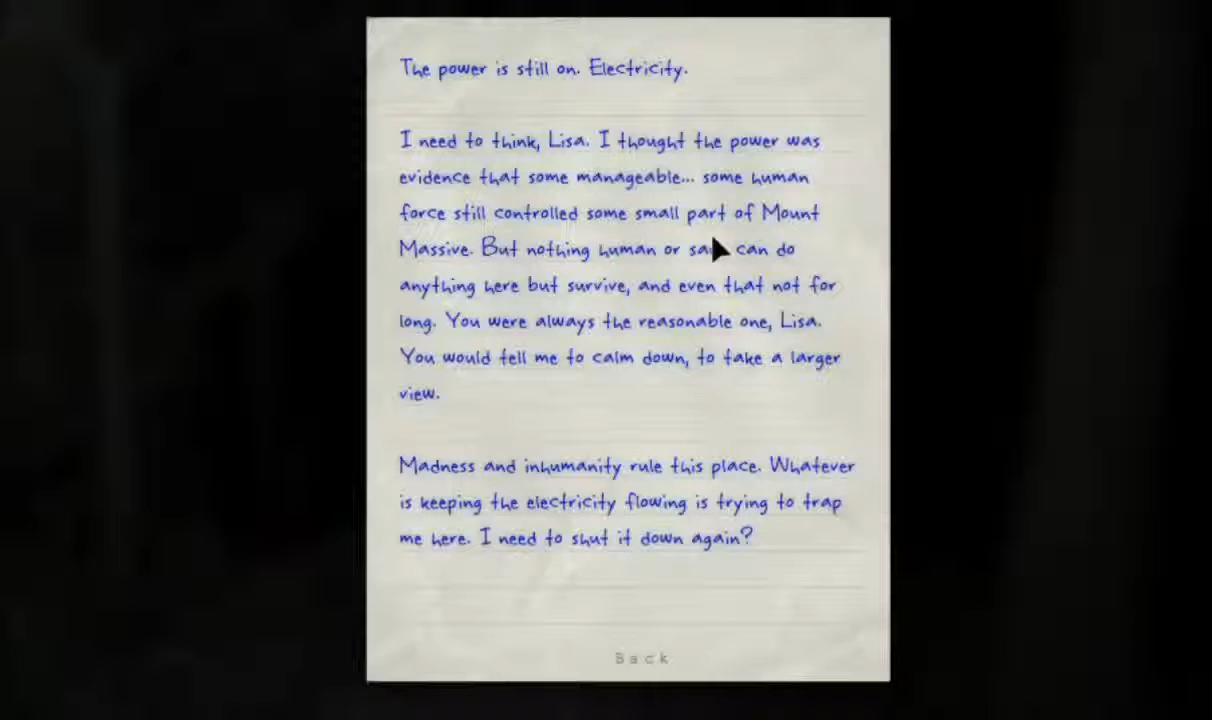 The power is still on. Electricity.
I need to think, Lisa. I thought the power was
evidence that some manageable... some human
force still controlled some small part of Mount
Massive. But nothing human or can do
anything here but survive, and even that not for
long. You were always the reasonable one, Lisa.
You would tell me to calm down, to take a larger
view.
Madness and inhumanity rule this place. Whatever
is keeping the electricity flowing is trying to trap
me here. I need to shut it down again?
Back